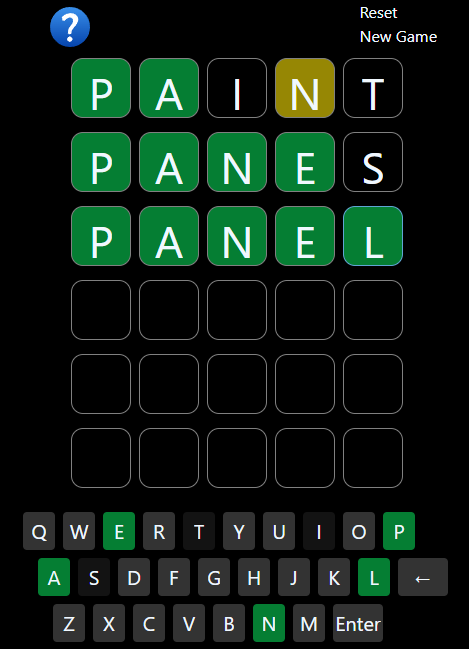 ?
Reset
New Game
P A I N T
P A N E S
P A N E L
Q W E R T Y U I O P
A S D F G H J K L ←
Z X C V B N M Enter